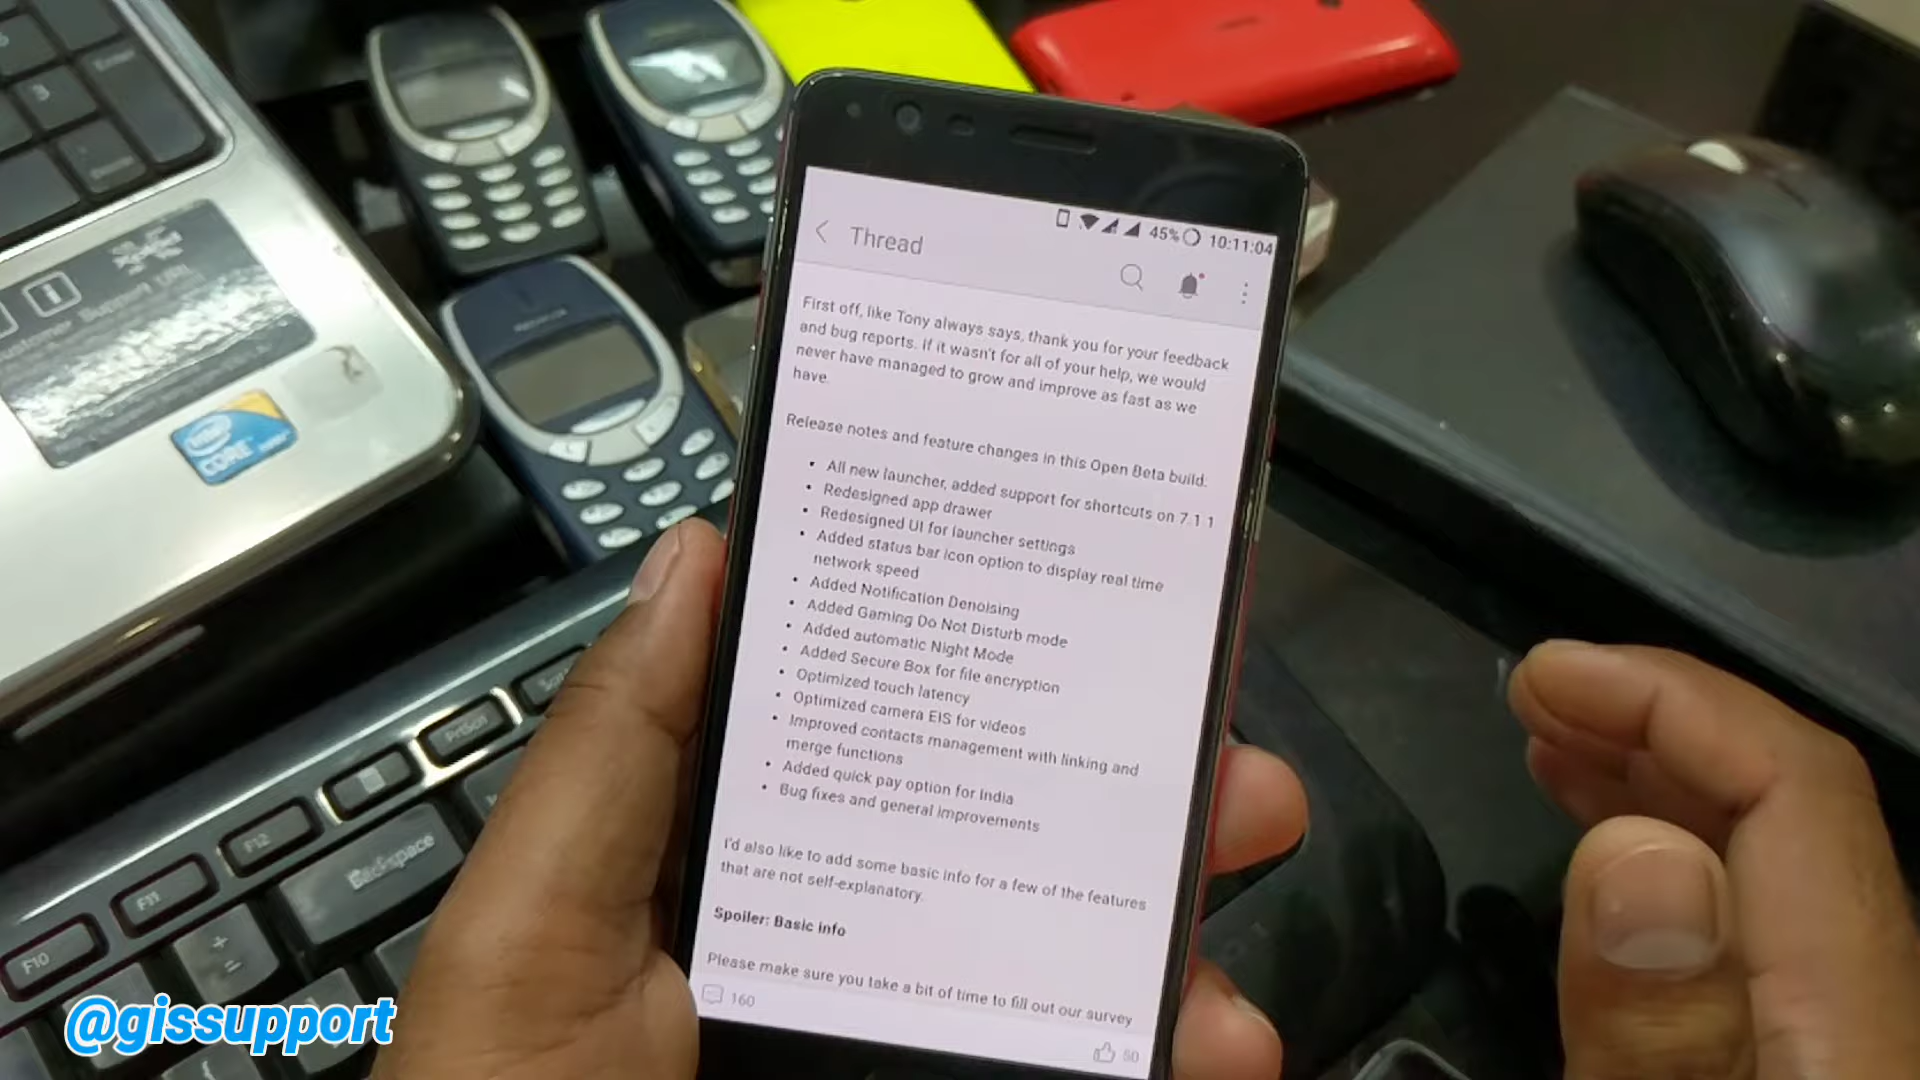 45% 10:11:04
Thread
First off, like Tony always says, thank you for your feedback
and bug reports. If it wasn't for all of your help, we would
never have managed to grow and improve as fast as we
have.
Release notes and feature changes in this Open Beta build:
• All new launcher, added support for shortcuts on 7.1.1
• Redesigned app drawer
• Redesigned UI for launcher settings
• Added status bar icon option to display real time
network speed
• Added Notification Denoising
• Added Gaming Do Not Disturb mode
• Added automatic Night Mode
• Added Secure Box for file encryption
• Optimized touch latency
• Optimized camera EIS for videos
• Improved contacts management with linking and
merge functions
• Added quick pay option for India
• Bug fixes and general improvements
I'd also like to add some basic info for a few of the features
that are not self-explanatory.
Spoiler: Basic info
Please make sure you take a bit of time to fill out our survey
160
50
Enter
3
Customer Support
intel
CORE
PrtScn
F12
Backspace
F11
F10
+
=
@gissupport